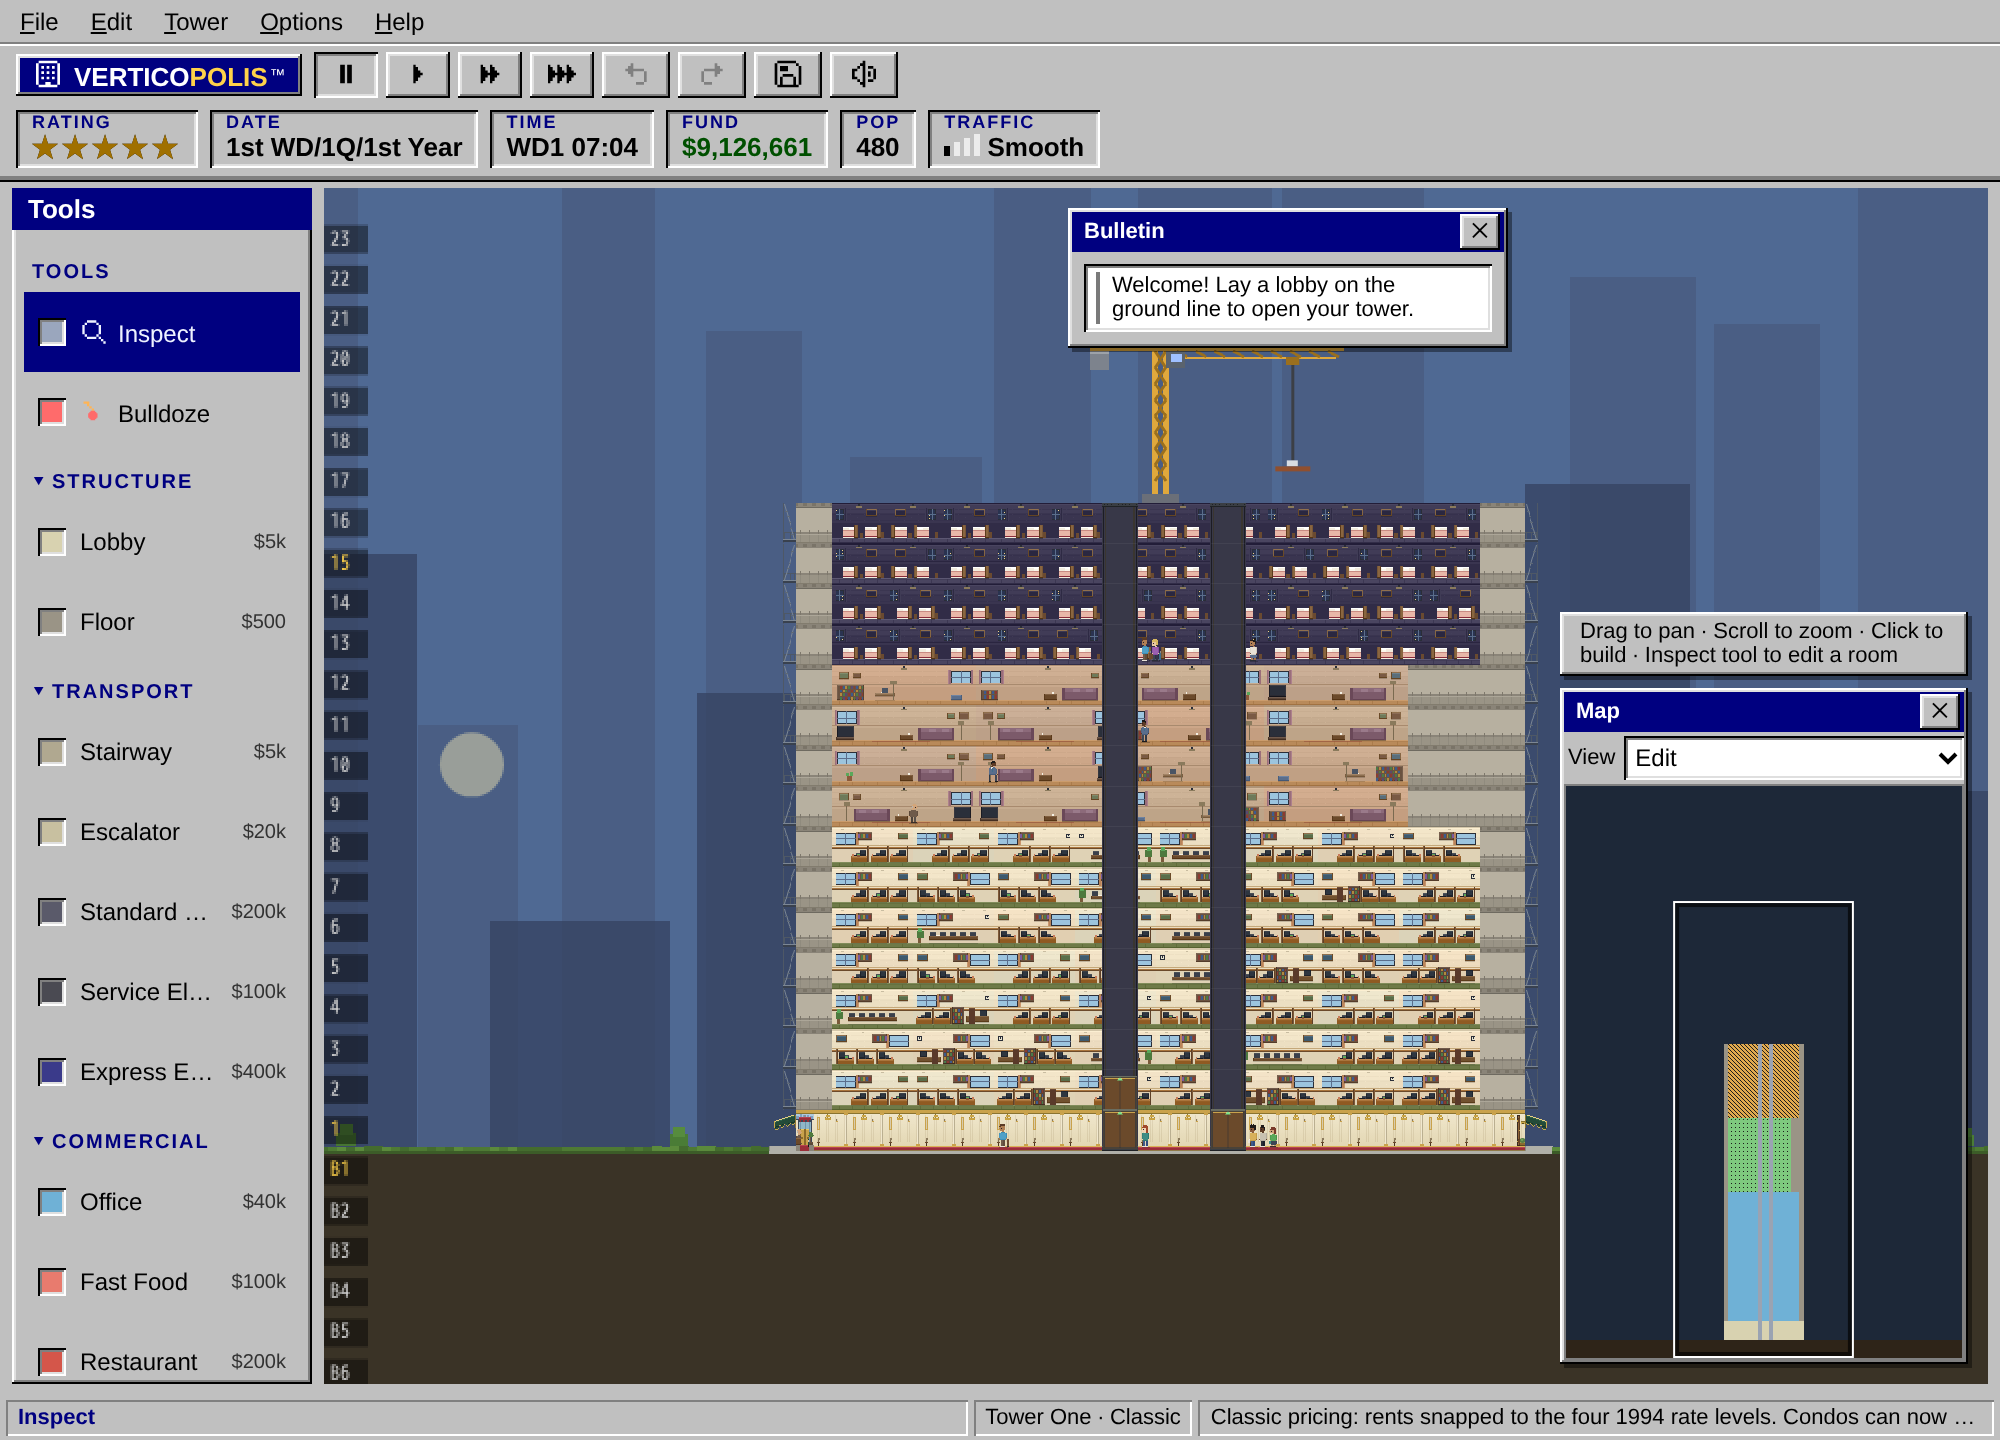 File Edit Tower Options Help
VERTICOPOLIS™
RATING DATE TIME FUND POP TRAFFIC
1st WD/1Q/1st Year WD1 07:04 $9,126,661 480 Smooth
Tools
TOOLS
Inspect
Bulldoze
STRUCTURE
Lobby $5k
Floor $500
TRANSPORT
Stairway $5k
Escalator $20k
Standard … $200k
Service El… $100k
Express E… $400k
COMMERCIAL
Office $40k
Fast Food $100k
Restaurant $200k
23
22
21
20
19
18
17
16
15
14
13
12
11
10
9
8
7
6
5
4
3
2
1
B1
B2
B3
B4
B5
B6
Bulletin
Welcome! Lay a lobby on the
ground line to open your tower.
Drag to pan · Scroll to zoom · Click to
build · Inspect tool to edit a room
Map
View Edit
Inspect
Tower One · Classic
Classic pricing: rents snapped to the four 1994 rate levels. Condos can now …